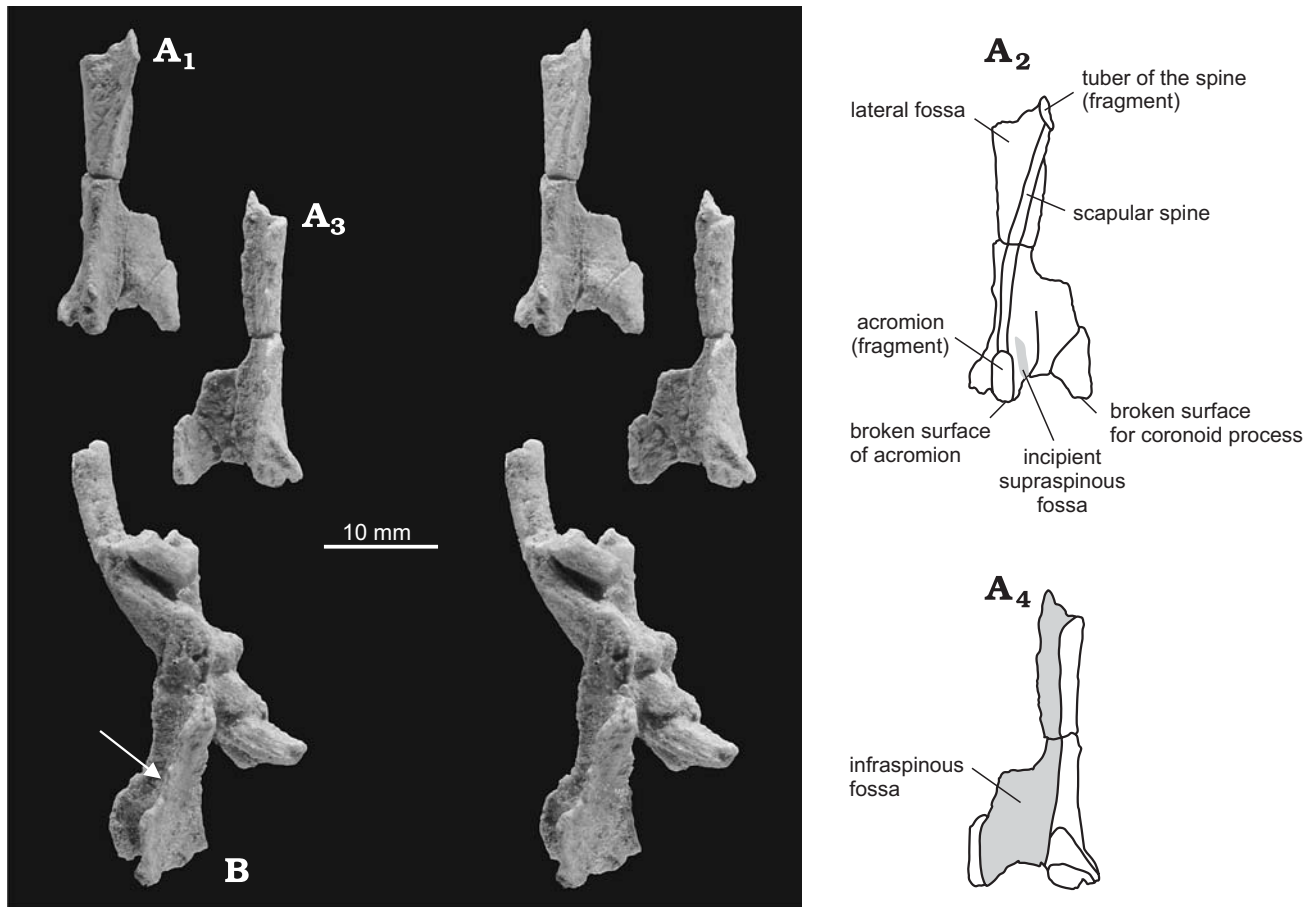 A1
A3
10 mm
B
A2
tuber of the spine
(fragment)
lateral fossa
scapular spine
acromion
(fragment)
broken surface
of acromion
incipient
supraspinous
fossa
broken surface
for coronoid process
A4
infraspinous
fossa